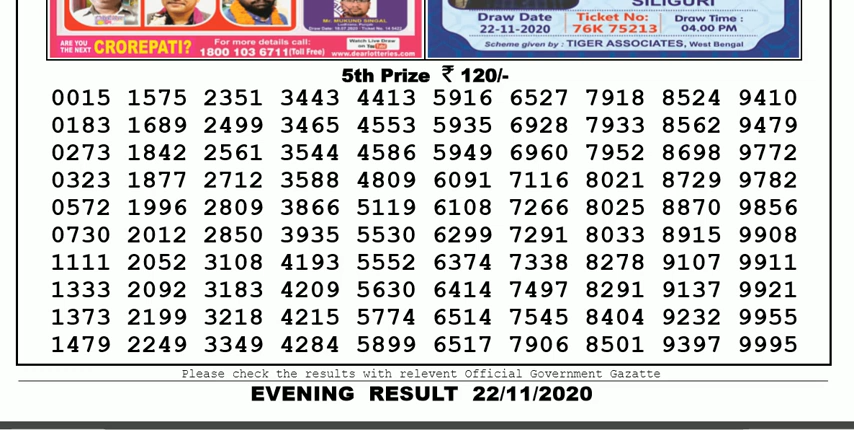 Mr. MUKUND SINGAL
ARE YOU
THE NEXT CROREPATI?
For more details call:
1800 103 6711(Toll Free)
Watch Live Draw
on YouTube
www.dearlotteries.com
SILIGURI
Draw Date
22-11-2020
Ticket No:
76K 75213
Draw Time :
04.00 PM
Scheme given by : TIGER ASSOCIATES, West Bengal
5th Prize ₹ 120/-
0015 1575 2351 3443 4413 5916 6527 7918 8524 9410
0183 1689 2499 3465 4553 5935 6928 7933 8562 9479
0273 1842 2561 3544 4586 5949 6960 7952 8698 9772
0323 1877 2712 3588 4809 6091 7116 8021 8729 9782
0572 1996 2809 3866 5119 6108 7266 8025 8870 9856
0730 2012 2850 3935 5530 6299 7291 8033 8915 9908
1111 2052 3108 4193 5552 6374 7338 8278 9107 9911
1333 2092 3183 4209 5630 6414 7497 8291 9137 9921
1373 2199 3218 4215 5774 6514 7545 8404 9232 9955
1479 2249 3349 4284 5899 6517 7906 8501 9397 9995
Please check the results with relevent Official Government Gazatte
EVENING RESULT 22/11/2020